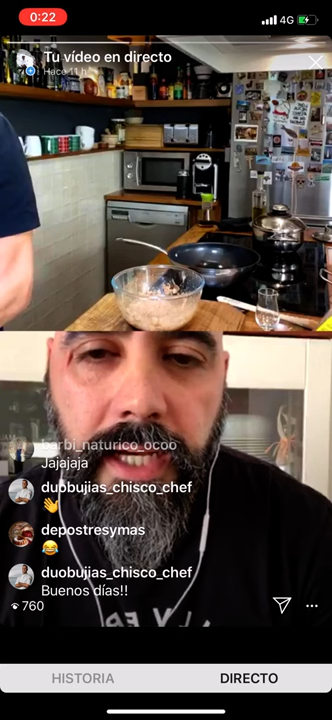 0:22
4G
Tu vídeo en directo
Hace 11 h
barbi_naturico_ocoo
Jajajaja
duobujias_chisco_chef
👋
depostresymas
😂
duobujias_chisco_chef
Buenos días!!
760
HISTORIA
DIRECTO